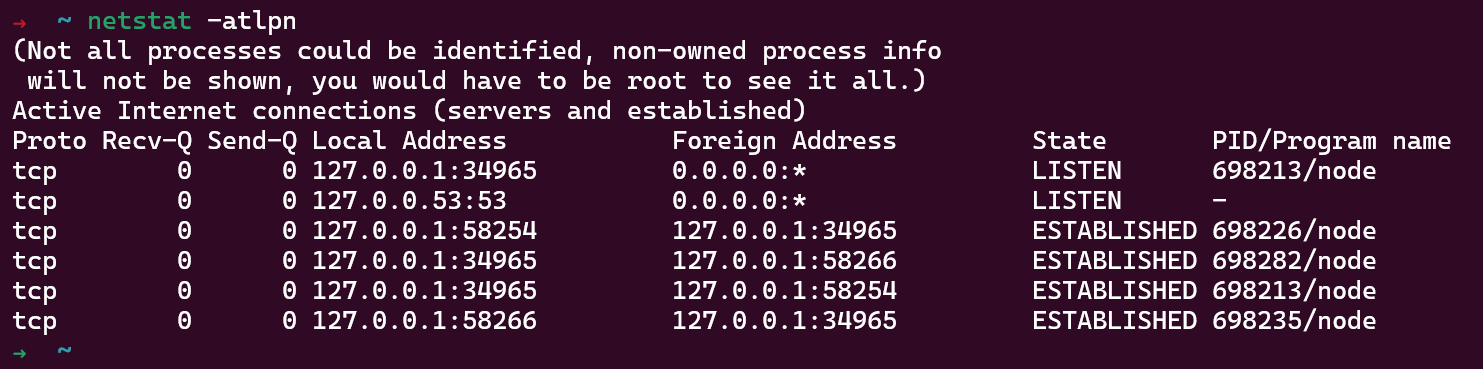 → ~ netstat -atlpn
(Not all processes could be identified, non-owned process info
 will not be shown, you would have to be root to see it all.)
Active Internet connections (servers and established)
Proto Recv-Q Send-Q Local Address           Foreign Address         State       PID/Program name
tcp        0      0 127.0.0.1:34965         0.0.0.0:*               LISTEN      698213/node
tcp        0      0 127.0.0.53:53           0.0.0.0:*               LISTEN      -
tcp        0      0 127.0.0.1:58254         127.0.0.1:34965         ESTABLISHED 698226/node
tcp        0      0 127.0.0.1:34965         127.0.0.1:58266         ESTABLISHED 698282/node
tcp        0      0 127.0.0.1:34965         127.0.0.1:58254         ESTABLISHED 698213/node
tcp        0      0 127.0.0.1:58266         127.0.0.1:34965         ESTABLISHED 698235/node
→ ~